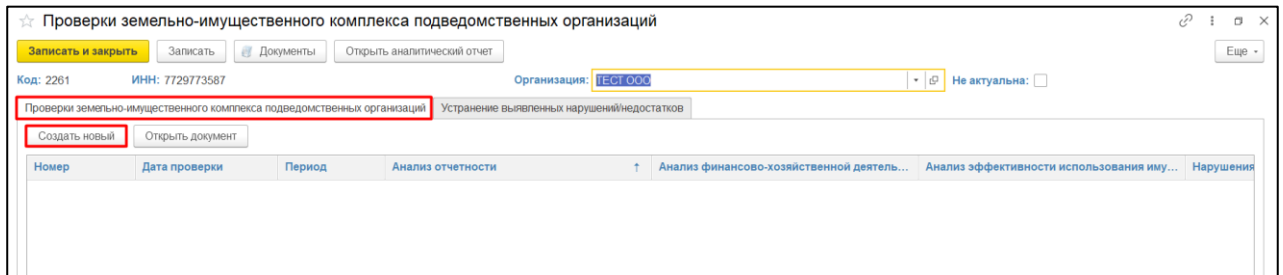 Проверки земельно-имущественного комплекса подведомственных организаций
Записать и закрыть Записать Документы Открыть аналитический отчет Еще
Код: 2261 ИНН: 7729773587 Организация: ТЕСТ ООО Не актуальна:
Проверки земельно-имущественного комплекса подведомственных организаций Устранение выявленных нарушений/недостатков
Создать новый Открыть документ
Номер Дата проверки Период Анализ отчетности ↑ Анализ финансово-хозяйственной деятель... Анализ эффективности использования иму... Нарушения